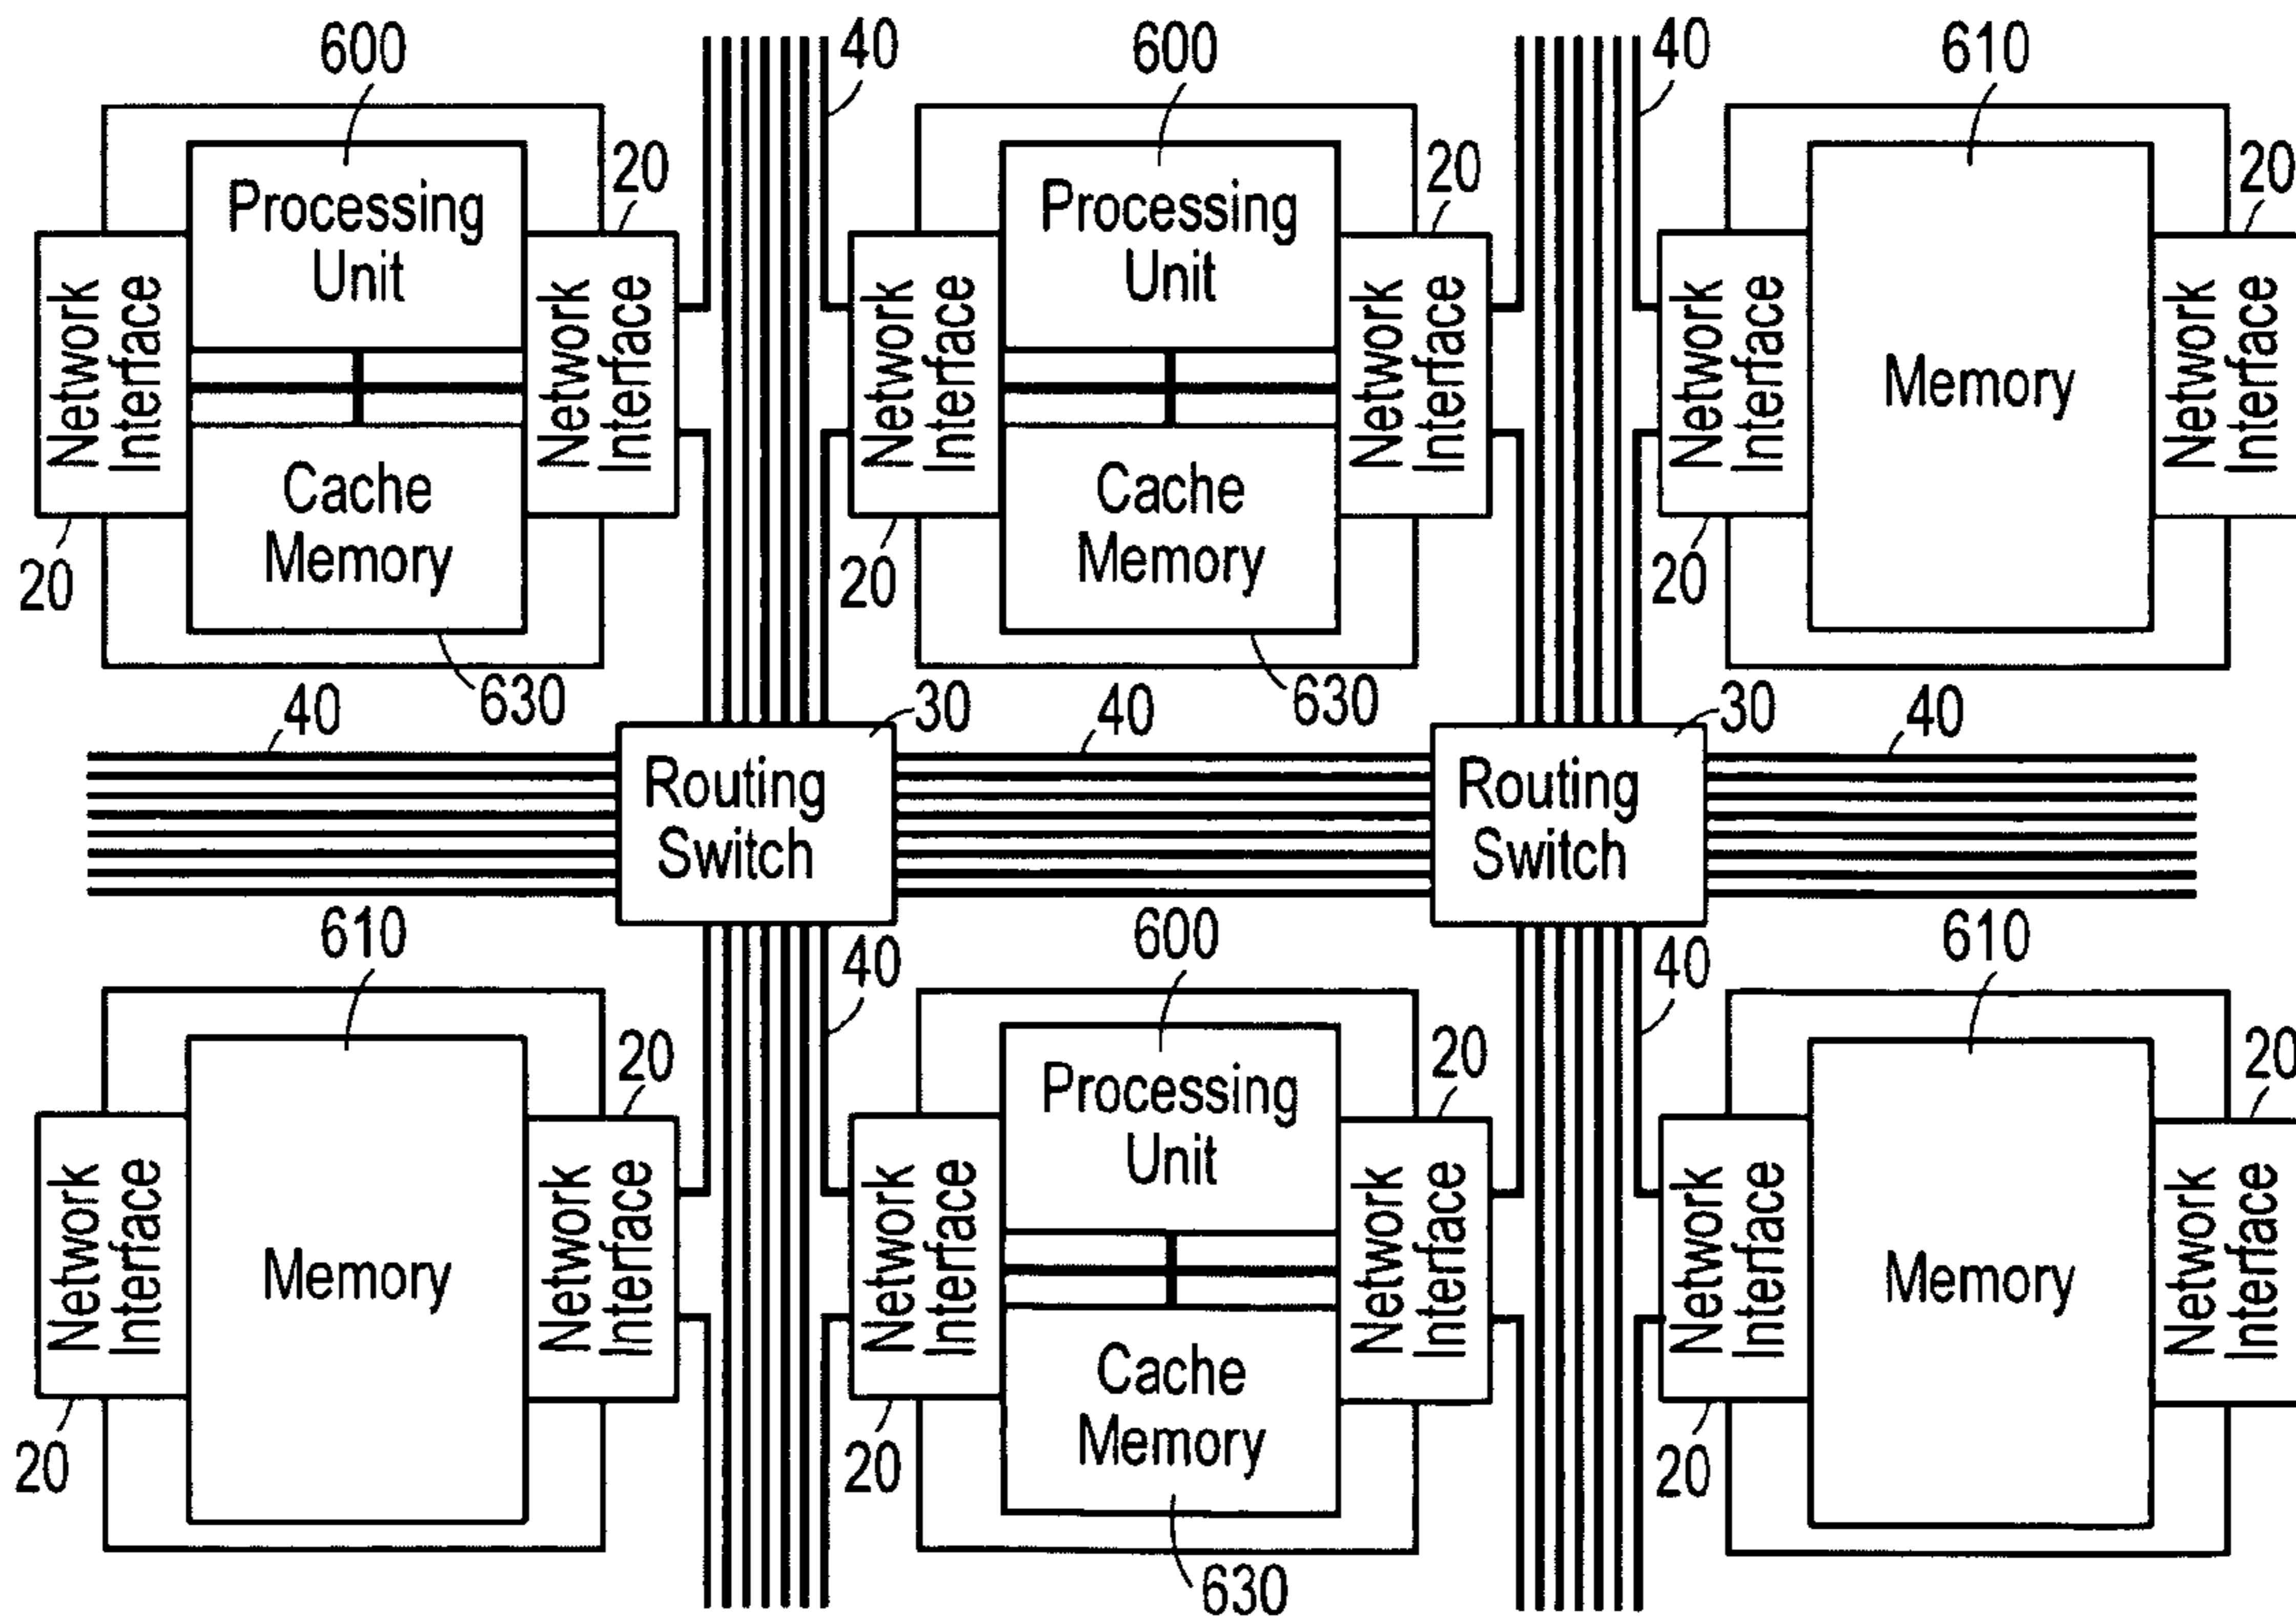 600
40
600
40
610
20
20
20
Processing
Unit
Processing
Unit
Network
Interface
Network
Interface
Network
Interface
Network
Interface
Network
Interface
Memory
Network
Interface
Cache
Memory
Cache
Memory
20
20
20
630
630
40
30
40
30
40
Routing
Switch
Routing
Switch
610
40
600
40
610
20
20
20
Processing
Unit
Network
Interface
Memory
Network
Interface
Network
Interface
Network
Interface
Network
Interface
Memory
Network
Interface
Cache
Memory
20
20
20
630